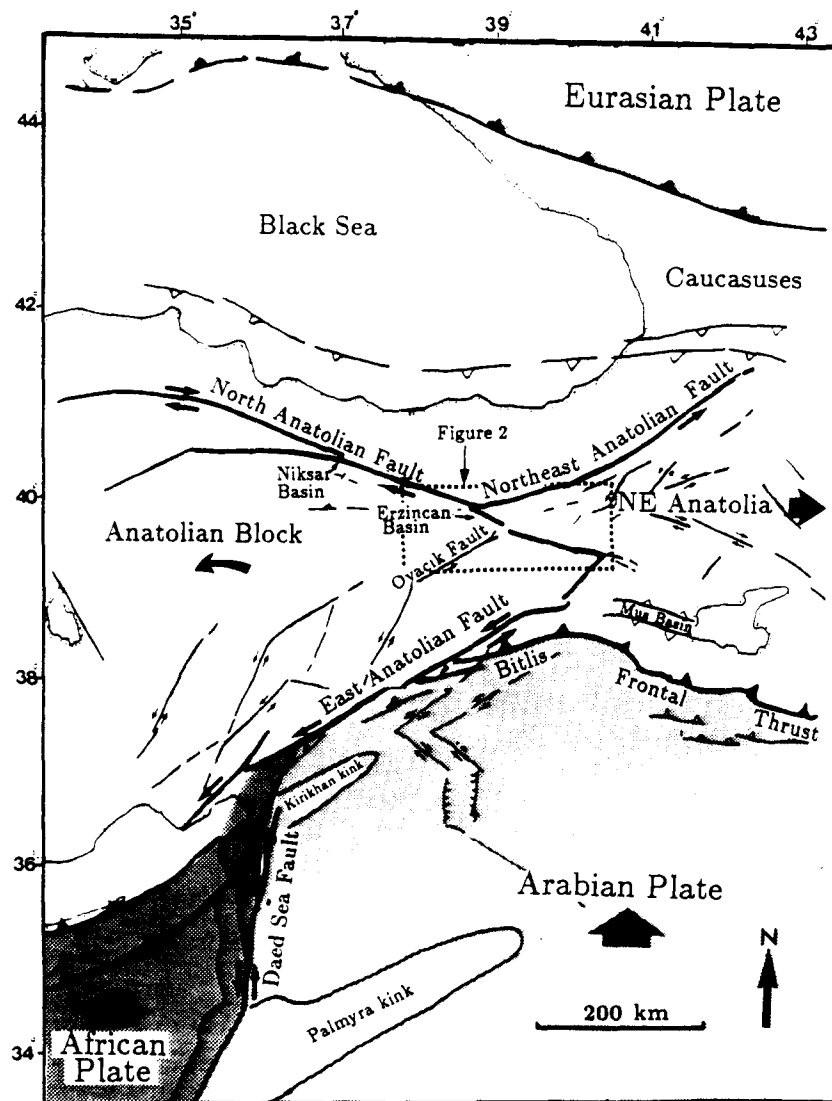 35°
37°
39°
41°
43
44
42
40
38
36
34
Eurasian Plate
Black Sea
Caucasuses
North Anatolian Fault
Figure 2
Northeast Anatolian Fault
Niksar
Basin
Erzincan
Basin
NE Anatolia
Anatolian Block
Ovaçık Fault
Mus Basin
East Anatolian Fault
Bitlis
Frontal
Thrust
Kirikhan kink
Daed Sea Fault
Arabian Plate
N
Palmyra kink
200 km
African
Plate